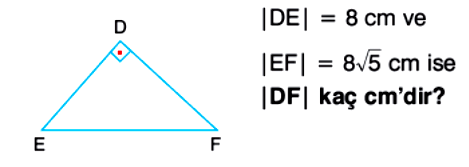 D
E
F
|DE| = 8 cm ve
|EF| = 8√5 cm ise
|DF| kaç cm'dir?